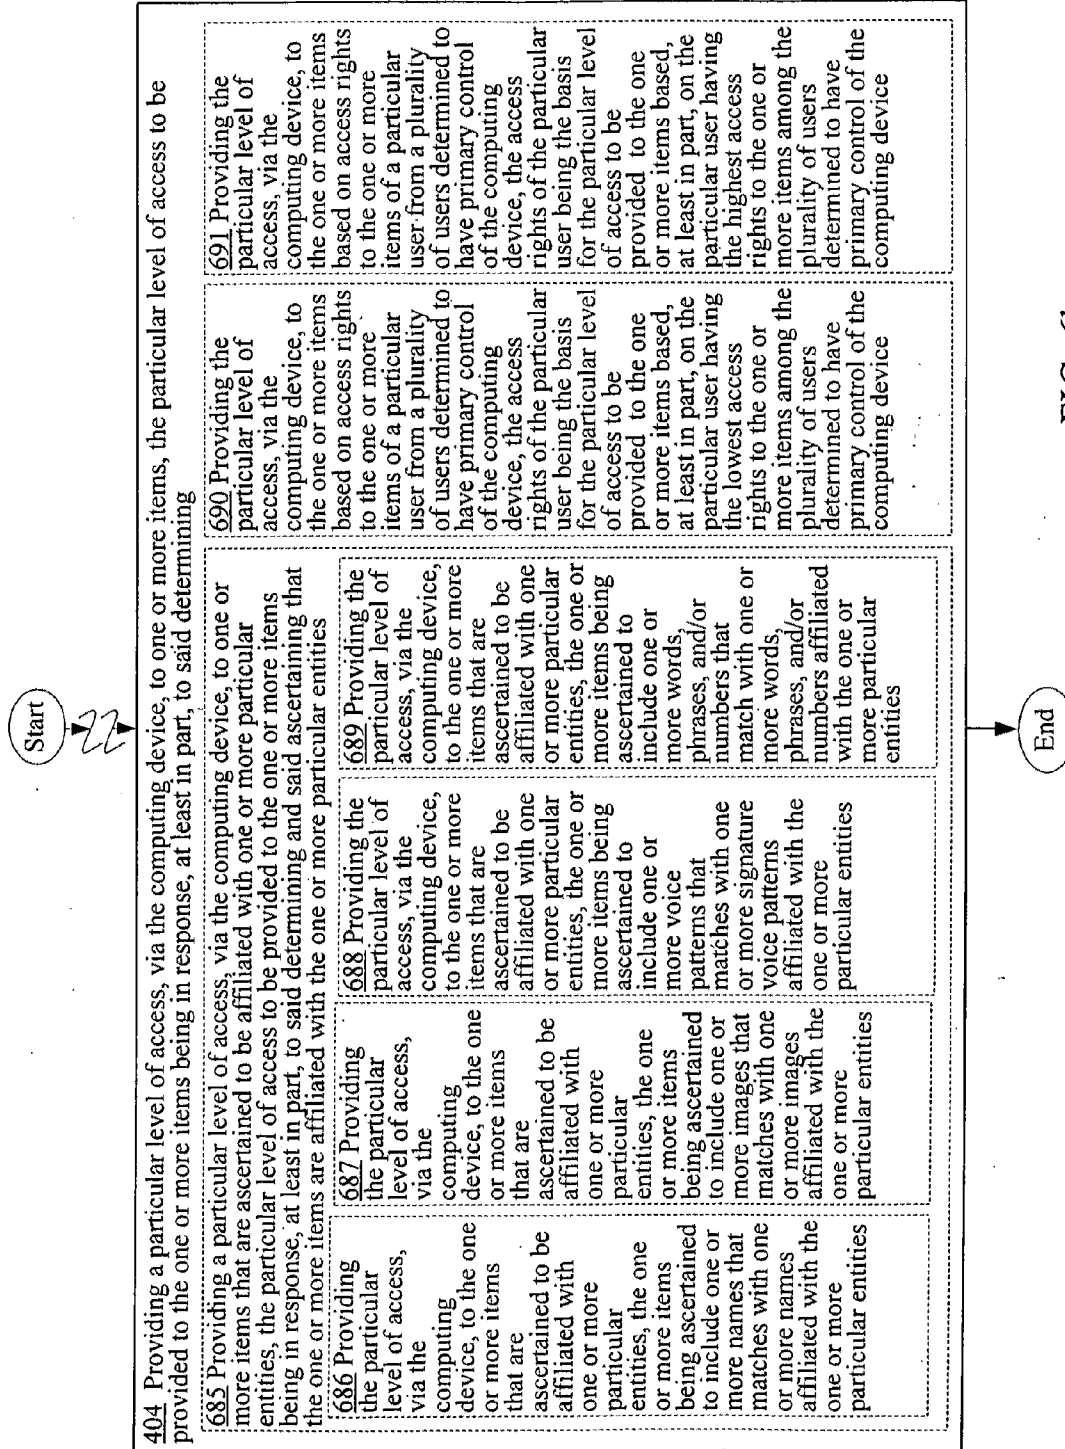 Start
404 Providing a particular level of access, via the computing device, to one or more items, the particular level of access to be
provided to the one or more items being in response, at least in part, to said determining
685 Providing a particular level of access, via the computing device, to one or
more items that are ascertained to be affiliated with one or more particular
entities, the particular level of access to be provided to the one or more items
being in response, at least in part, to said determining and said ascertaining that
the one or more items are affiliated with the one or more particular entities
686 Providing
the particular
level of access,
via the
computing
device, to the one
or more items
that are
ascertained to be
affiliated with
one or more
particular
entities, the one
or more items
being ascertained
to include one or
more names that
matches with one
or more names
affiliated with the
one or more
particular entities
687 Providing
the particular
level of access,
via the
computing
device, to the one
or more items
that are
ascertained to be
affiliated with
one or more
particular
entities, the one
or more items
being ascertained
to include one or
more images that
matches with one
or more images
affiliated with the
one or more
particular entities
688 Providing the
particular level of
access, via the
computing device,
to the one or more
items that are
ascertained to be
affiliated with one
or more particular
entities, the one or
more items being
ascertained to
include one or
more voice
patterns that
matches with one
or more signature
voice patterns
affiliated with the
one or more
particular entities
689 Providing the
particular level of
access, via the
computing device,
to the one or more
items that are
ascertained to be
affiliated with one
or more particular
entities, the one or
more items being
ascertained to
include one or
more words,
phrases, and/or
numbers that
match with one or
more words,
phrases, and/or
numbers affiliated
with the one or
more particular
entities
690 Providing the
particular level of
access, via the
computing device, to
the one or more items
based on access rights
to the one or more
items of a particular
user from a plurality
of users determined to
have primary control
of the computing
device, the access
rights of the particular
user being the basis
for the particular level
of access to be
provided to the one
or more items based,
at least in part, on the
particular user having
the lowest access
rights to the one or
more items among the
plurality of users
determined to have
primary control of the
computing device
691 Providing the
particular level of
access, via the
computing device, to
the one or more items
based on access rights
to the one or more
items of a particular
user from a plurality
of users determined to
have primary control
of the computing
device, the access
rights of the particular
user being the basis
for the particular level
of access to be
provided to the one
or more items based,
at least in part, on the
particular user having
the highest access
rights to the one or
more items among the
plurality of users
determined to have
primary control of the
computing device
End